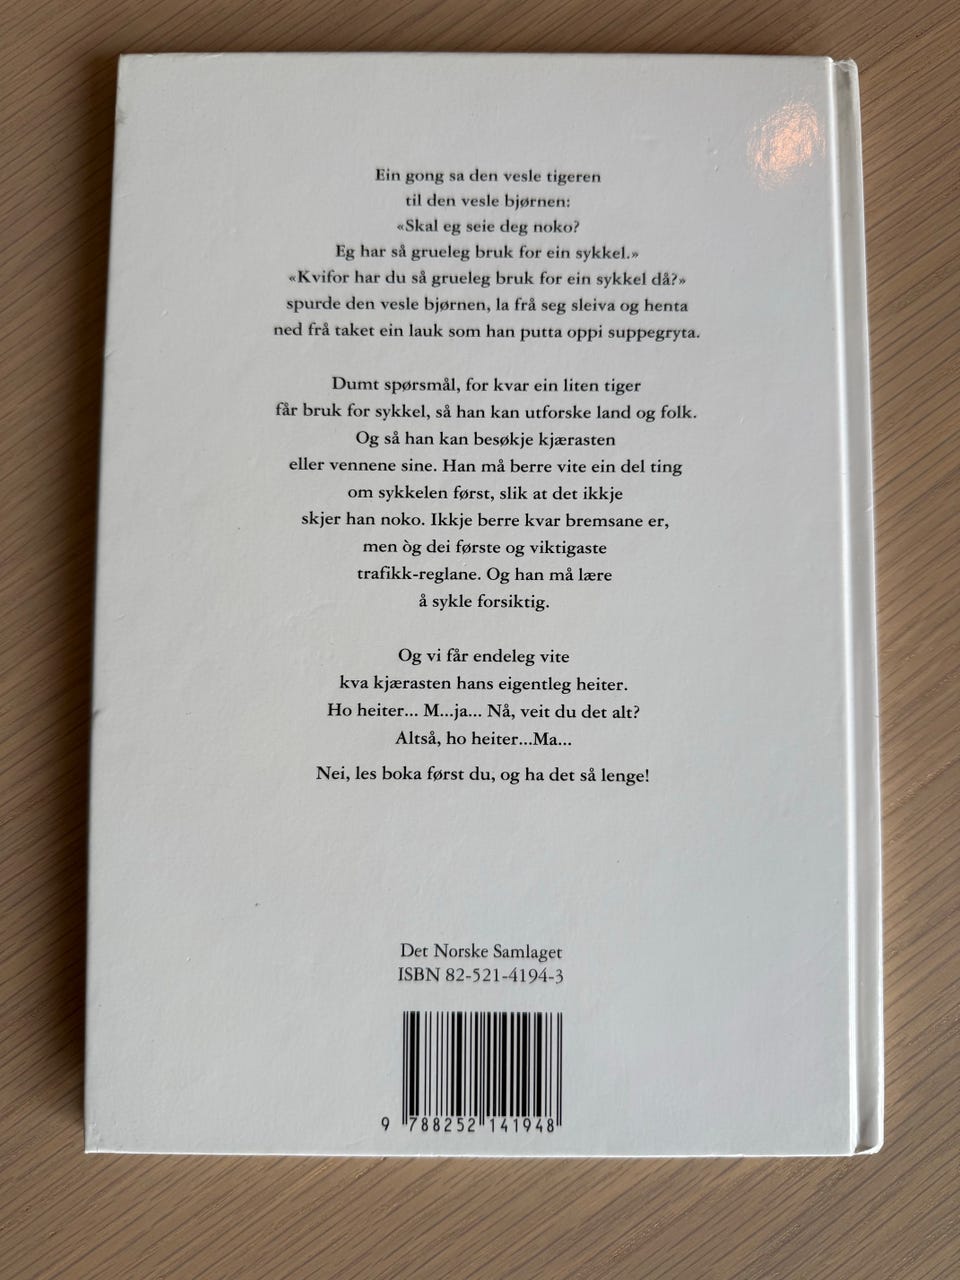 Ein gong sa den vesle tigeren
til den vesle bjørnen:
«Skal eg seie deg noko?
Eg har så grueleg bruk for ein sykkel.»
«Kvifor har du så grueleg bruk for ein sykkel då?»
spurde den vesle bjørnen, la frå seg sleiva og henta
ned frå taket ein lauk som han putta oppi suppegryta.
Dumt spørsmål, for kvar ein liten tiger
får bruk for sykkel, så han kan utforske land og folk.
Og så han kan besøkje kjærasten
eller vennene sine. Han må berre vite ein del ting
om sykkelen først, slik at det ikkje
skjer han noko. Ikkje berre kvar bremsane er,
men òg dei første og viktigaste
trafikk-reglane. Og han må lære
å sykle forsiktig.
Og vi får endeleg vite
kva kjærasten hans eigentleg heiter.
Ho heiter... M...ja... Nå, veit du det alt?
Altså, ho heiter...Ma...
Nei, les boka først du, og ha det så lenge!
Det Norske Samlaget
ISBN 82-521-4194-3
9 788252 141948